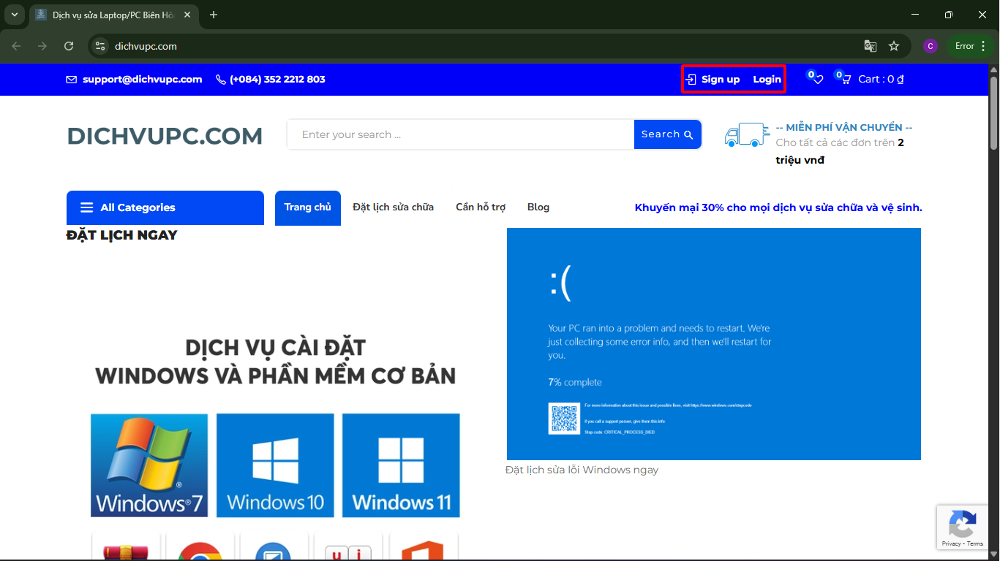 Dịch vụ sửa Laptop/PC Biên Hò
dichvupc.com
C
Error
support@dichvupc.com
(+084) 352 2212 803
Sign up
Login
0
0
Cart : 0 ₫
DICHVUPC.COM
Enter your search ...
Search
-- MIỄN PHÍ VẬN CHUYỂN --
Cho tất cả các đơn trên 2
triệu vnđ
All Categories
Trang chủ
Đặt lịch sửa chữa
Cần hỗ trợ
Blog
Khuyến mại 30% cho mọi dịch vụ sửa chữa và vệ sinh.
ĐẶT LỊCH NGAY
DỊCH VỤ CÀI ĐẶT
WINDOWS VÀ PHẦN MỀM CƠ BẢN
Windows®7
Windows 10
Windows 11
u i
:(
Your PC ran into a problem and needs to restart. We're
just collecting some error info, and then we'll restart for
you.
7% complete
For more information about this issue and possible fixes, visit https://www.windows.com/stopcode
If you call a support person, give them this info:
Stop code: CRITICAL_PROCESS_DIED
Đặt lịch sửa lỗi Windows ngay
Privacy - Terms